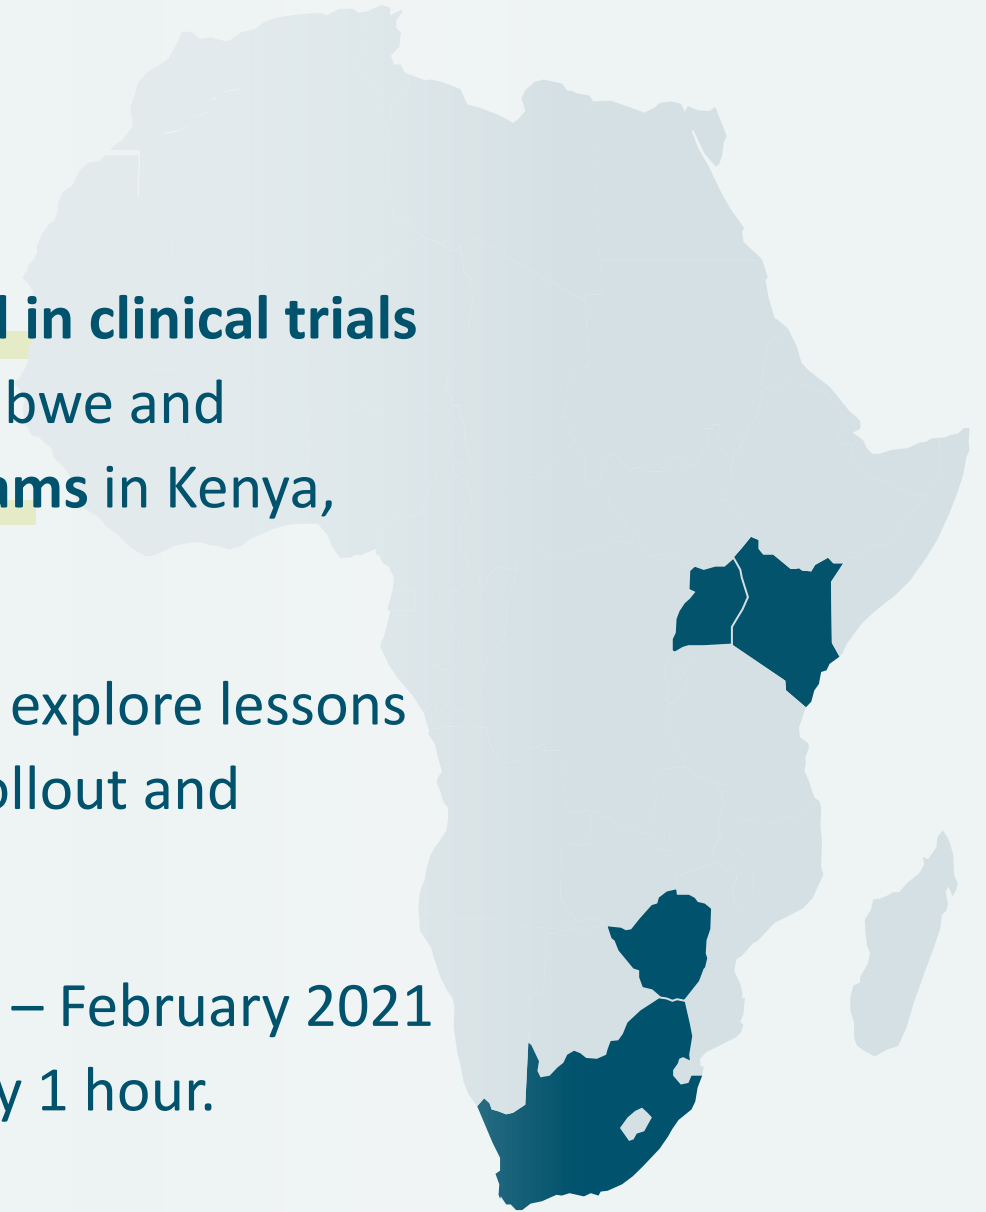 in clinical trials
bwe and
ams in Kenya,
explore lessons
ollout and
– February 2021
y 1 hour.